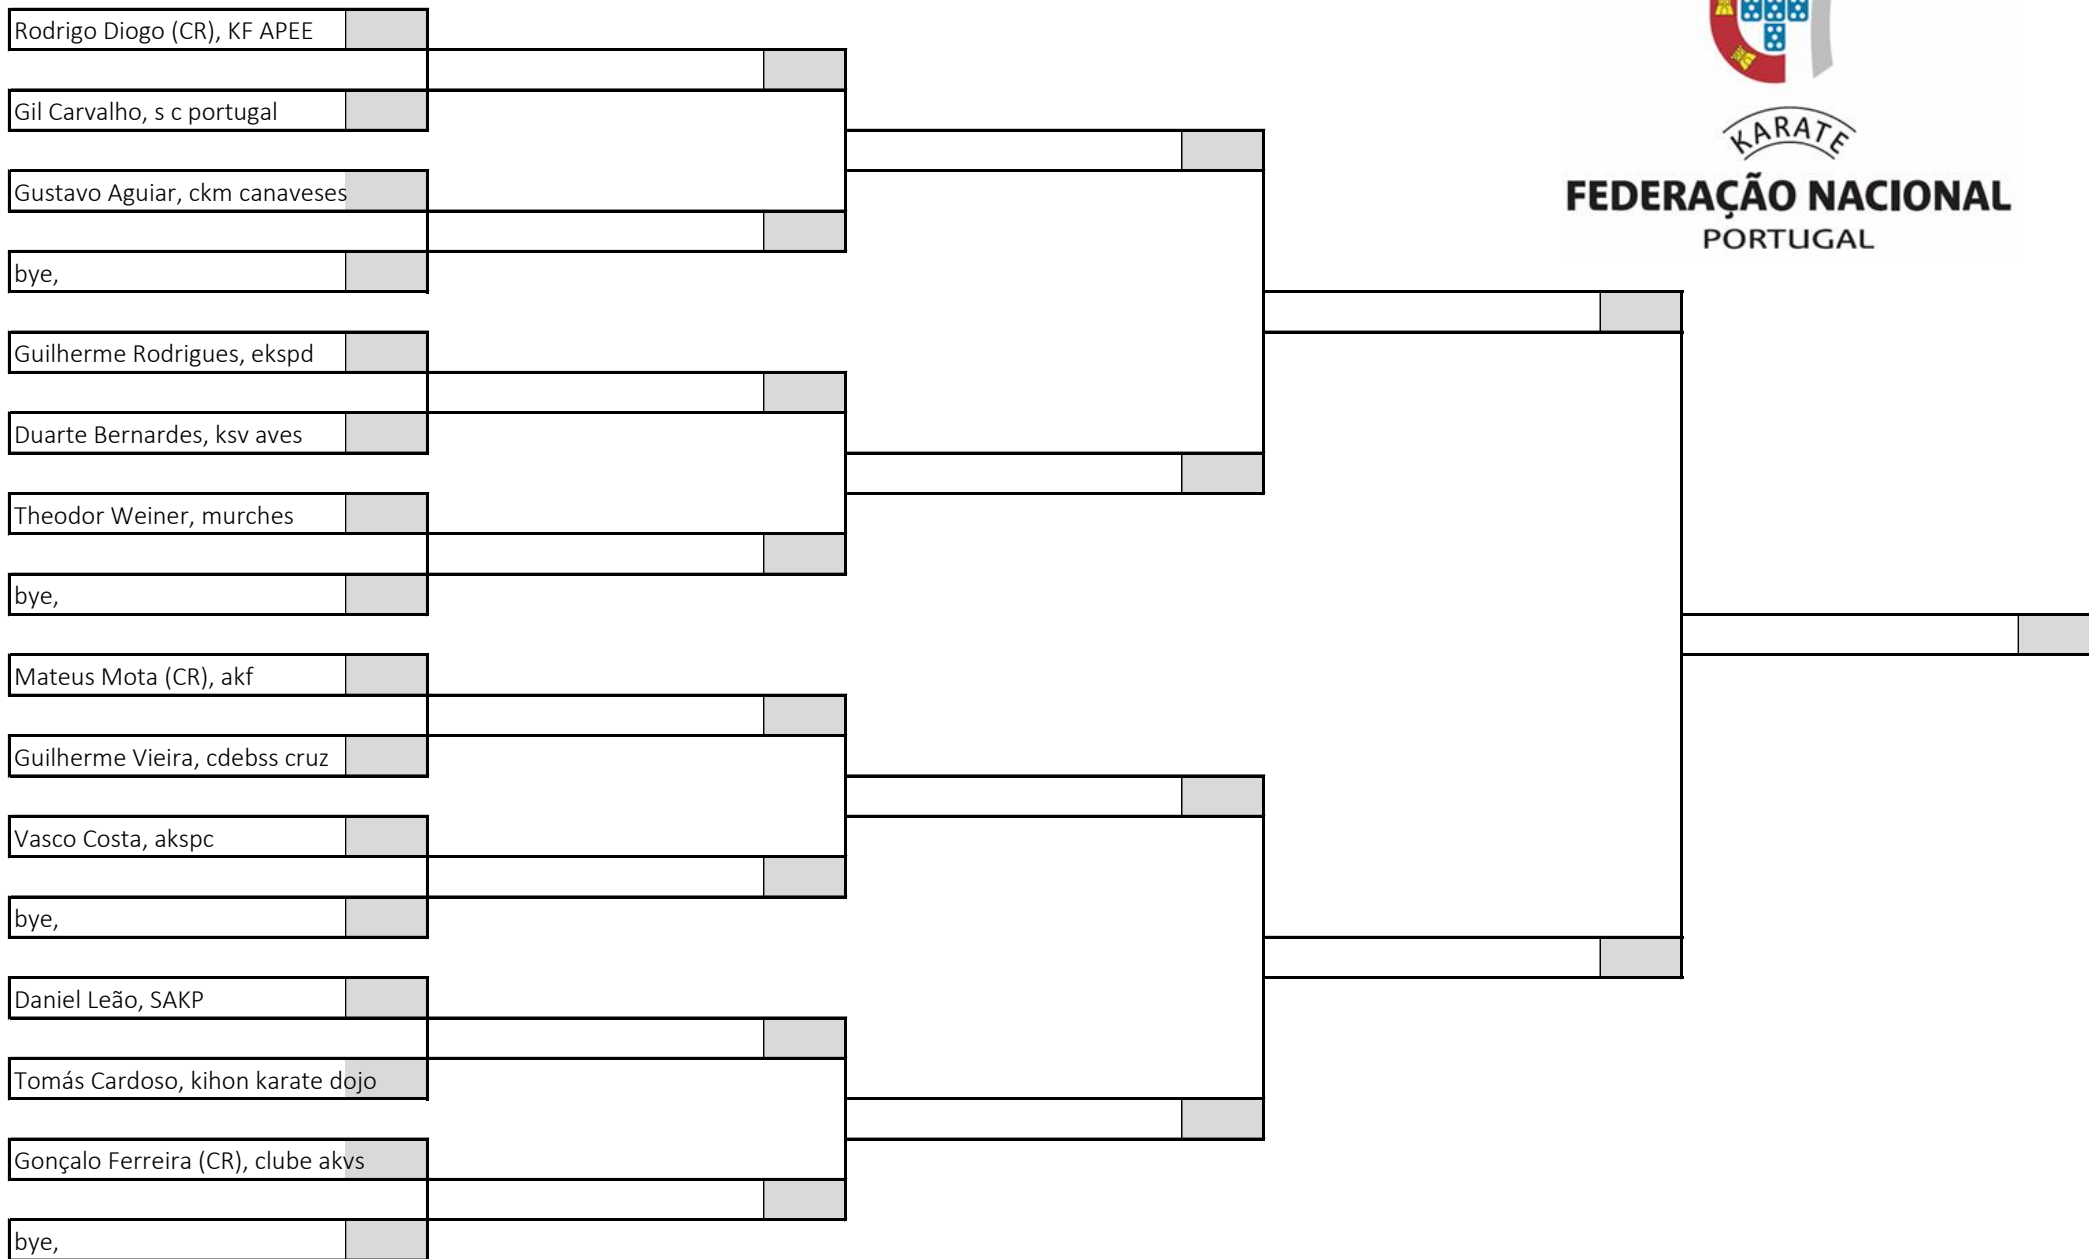 Rodrigo Diogo (CR), KF APEE
Gil Carvalho, s c portugal
Gustavo Aguiar, ckm canaveses
bye,
Guilherme Rodrigues, ekspd
Duarte Bernardes, ksv aves
Theodor Weiner, murches
bye,
Mateus Mota (CR), akf
Guilherme Vieira, cdebss cruz
Vasco Costa, akspc
bye,
Daniel Leão, SAKP
Tomás Cardoso, kihon karate dojo
Gonçalo Ferreira (CR), clube akvs
bye,
KARATE
FEDERAÇÃO NACIONAL
PORTUGAL